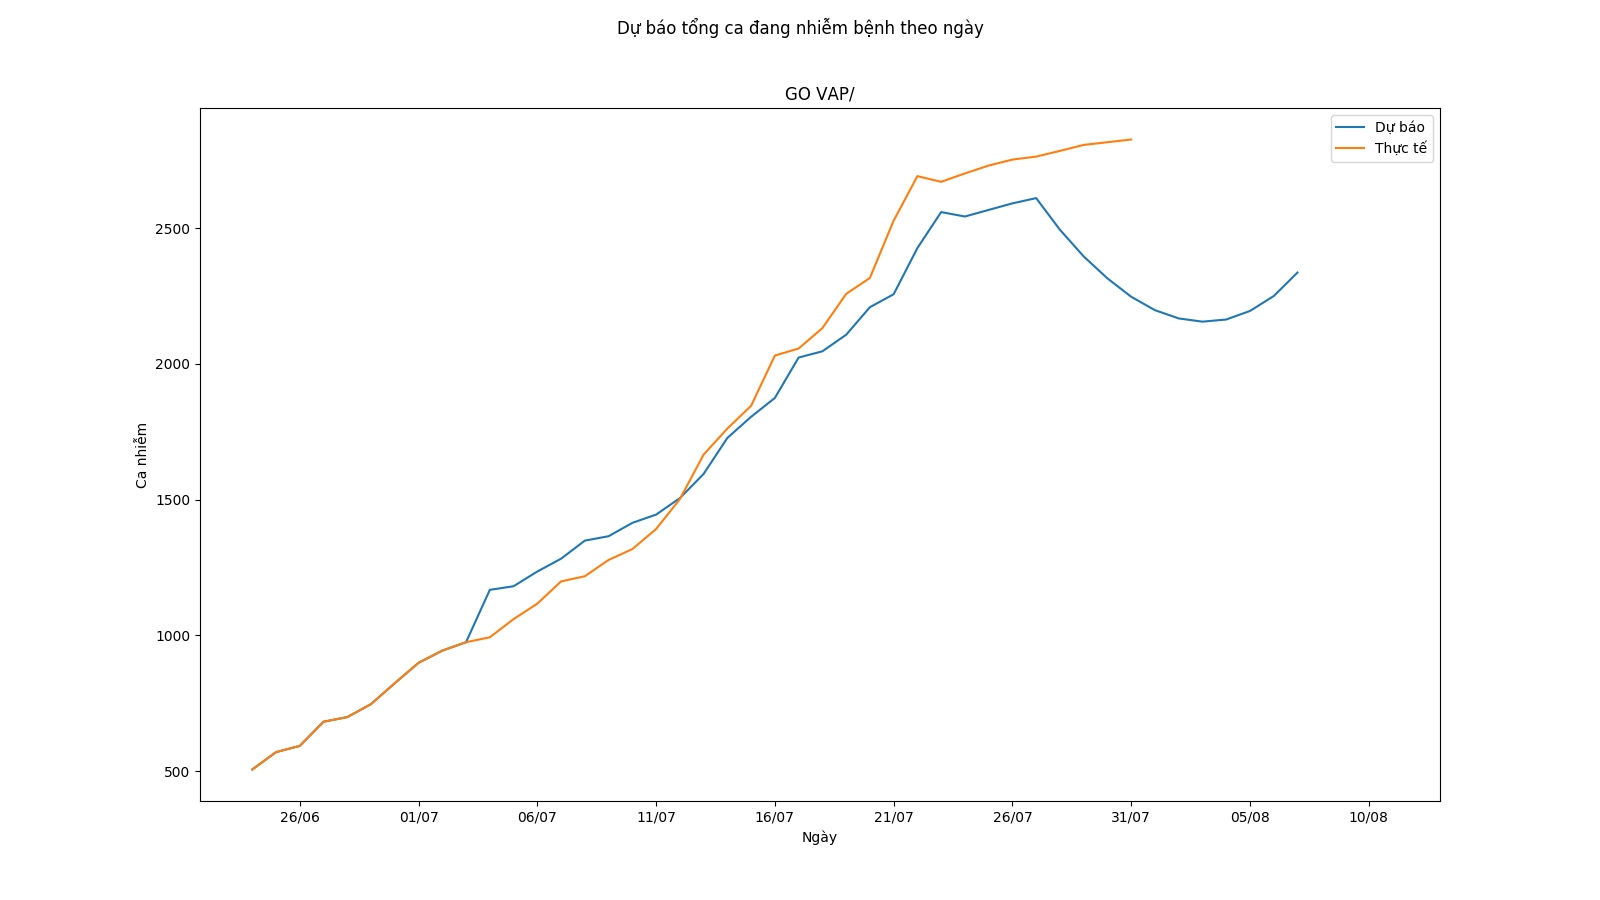 Dự báo tổng ca đang nhiễm bệnh theo ngày
GO VAP/
Dự báo
Thực tế
Ca nhiễm
2500
2000
1500
1000
500
26/06
01/07
06/07
11/07
16/07
21/07
26/07
31/07
05/08
10/08
Ngày